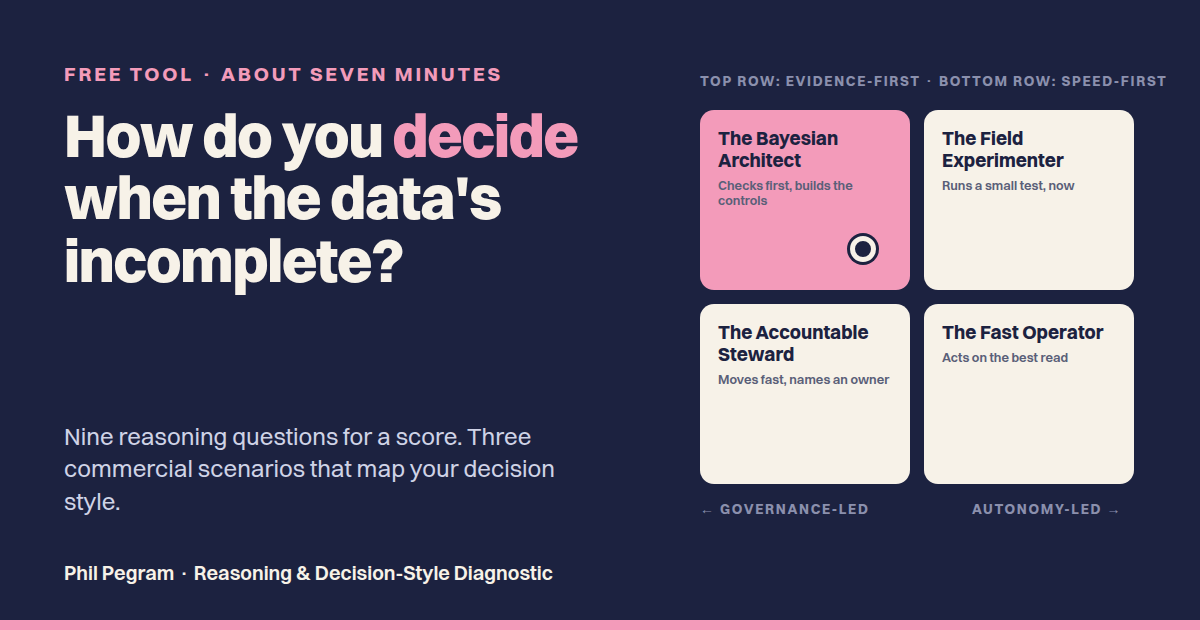 FREE TOOL · ABOUT SEVEN MINUTES
How do you decide
when the data's
incomplete?
Nine reasoning questions for a score. Three
commercial scenarios that map your decision
style.
Phil Pegram · Reasoning & Decision-Style Diagnostic
TOP ROW: EVIDENCE-FIRST · BOTTOM ROW: SPEED-FIRST
The Bayesian
Architect
Checks first, builds the
controls
The Field
Experimenter
Runs a small test, now
The Accountable
Steward
Moves fast, names an owner
The Fast Operator
Acts on the best read
← GOVERNANCE-LED
AUTONOMY-LED →